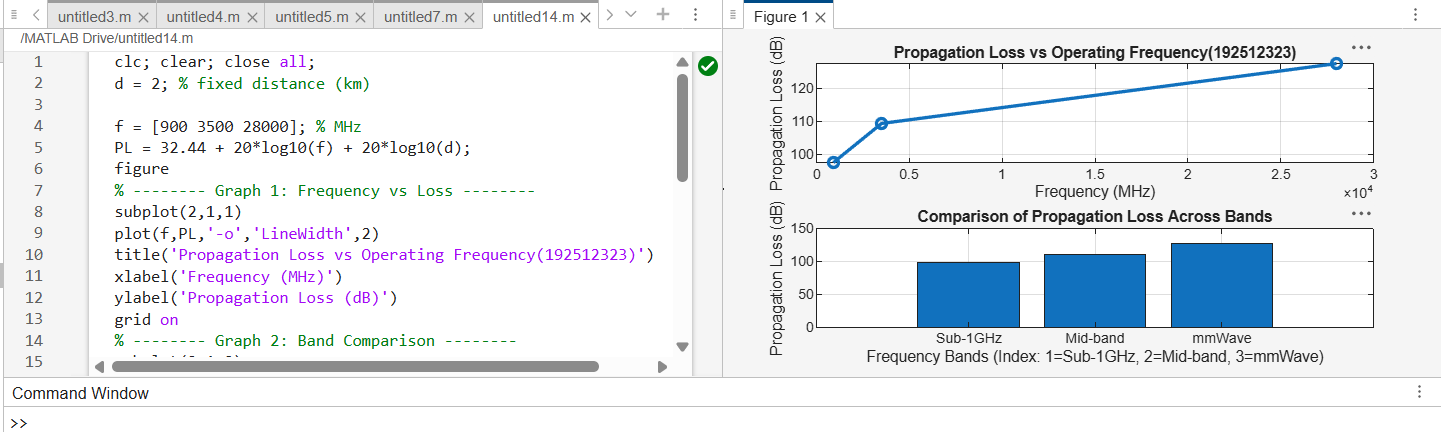 untitled3.m
untitled4.m
untitled5.m
untitled7.m
untitled14.m
/MATLAB Drive/untitled14.m
1 clc; clear; close all;
2 d = 2; % fixed distance (km)
3
4 f = [900 3500 28000]; % MHz
5 PL = 32.44 + 20*log10(f) + 20*log10(d);
6 figure
7 % -------- Graph 1: Frequency vs Loss --------
8 subplot(2,1,1)
9 plot(f,PL,'-o','LineWidth',2)
10 title('Propagation Loss vs Operating Frequency(192512323)')
11 xlabel('Frequency (MHz)')
12 ylabel('Propagation Loss (dB)')
13 grid on
14 % -------- Graph 2: Band Comparison --------
15
Figure 1
Propagation Loss vs Operating Frequency(192512323)
Propagation Loss (dB)
120
110
100
0 0.5 1 1.5 2 2.5 3
Frequency (MHz)
×10⁴
Comparison of Propagation Loss Across Bands
Propagation Loss (dB)
150
100
50
0
Sub-1GHz Mid-band mmWave
Frequency Bands (Index: 1=Sub-1GHz, 2=Mid-band, 3=mmWave)
Command Window
>>